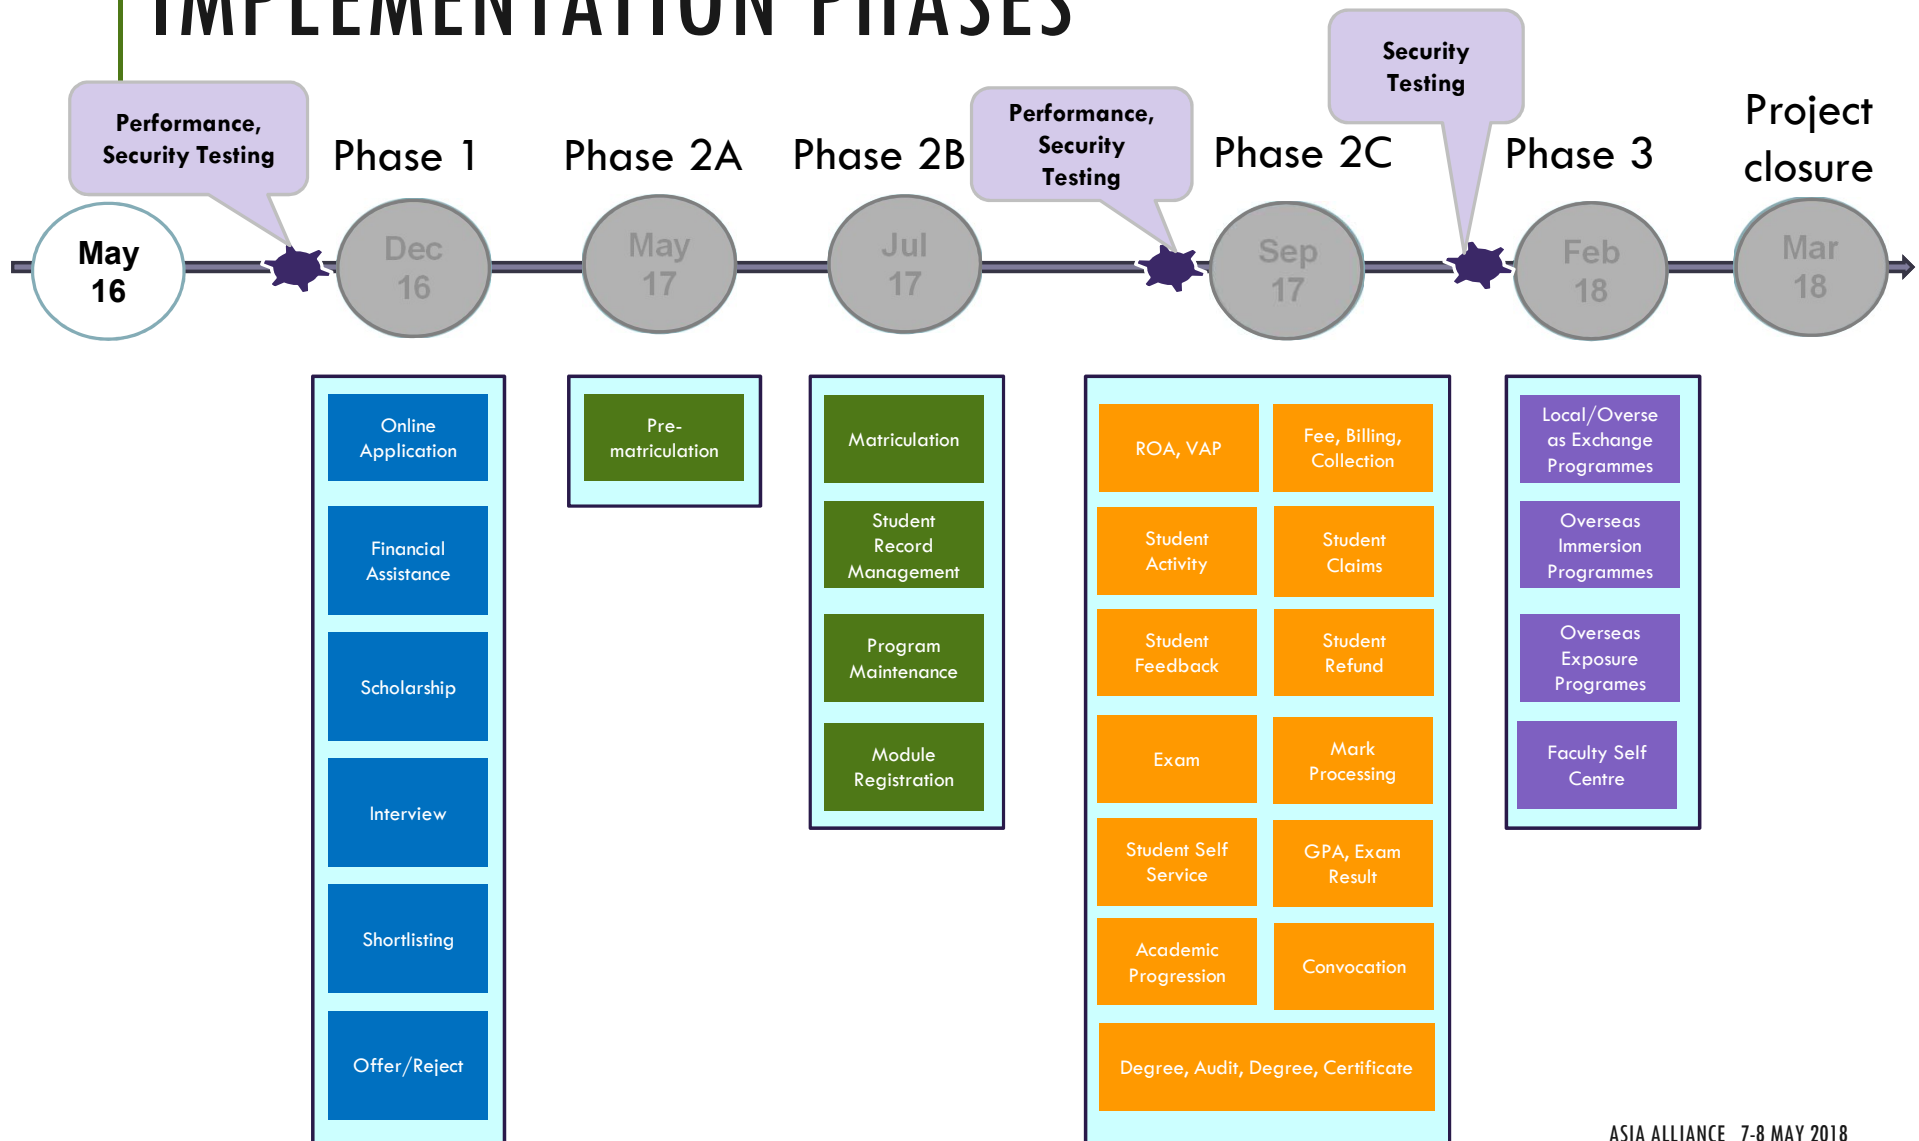 IMPLEMENTATION PHASES
Performance,
Security Testing
Performance,
Security
Testing
Security
Testing
Phase 1
Phase 2A
Phase 2B
Phase 2C
Phase 3
Project
closure
May
16
Dec
16
May
17
Jul
17
Sep
17
Feb
18
Mar
18
Online
Application
Financial
Assistance
Scholarship
Interview
Shortlisting
Offer/Reject
Pre-
matriculation
Matriculation
Student
Record
Management
Program
Maintenance
Module
Registration
ROA, VAP
Fee, Billing,
Collection
Student
Activity
Student
Claims
Student
Feedback
Student
Refund
Exam
Mark
Processing
Student Self
Service
GPA, Exam
Result
Academic
Progression
Convocation
Degree, Audit, Degree, Certificate
Local/Overse
as Exchange
Programmes
Overseas
Immersion
Programmes
Overseas
Exposure
Programes
Faculty Self
Centre
ASIA ALLIANCE 7-8 MAY 2018